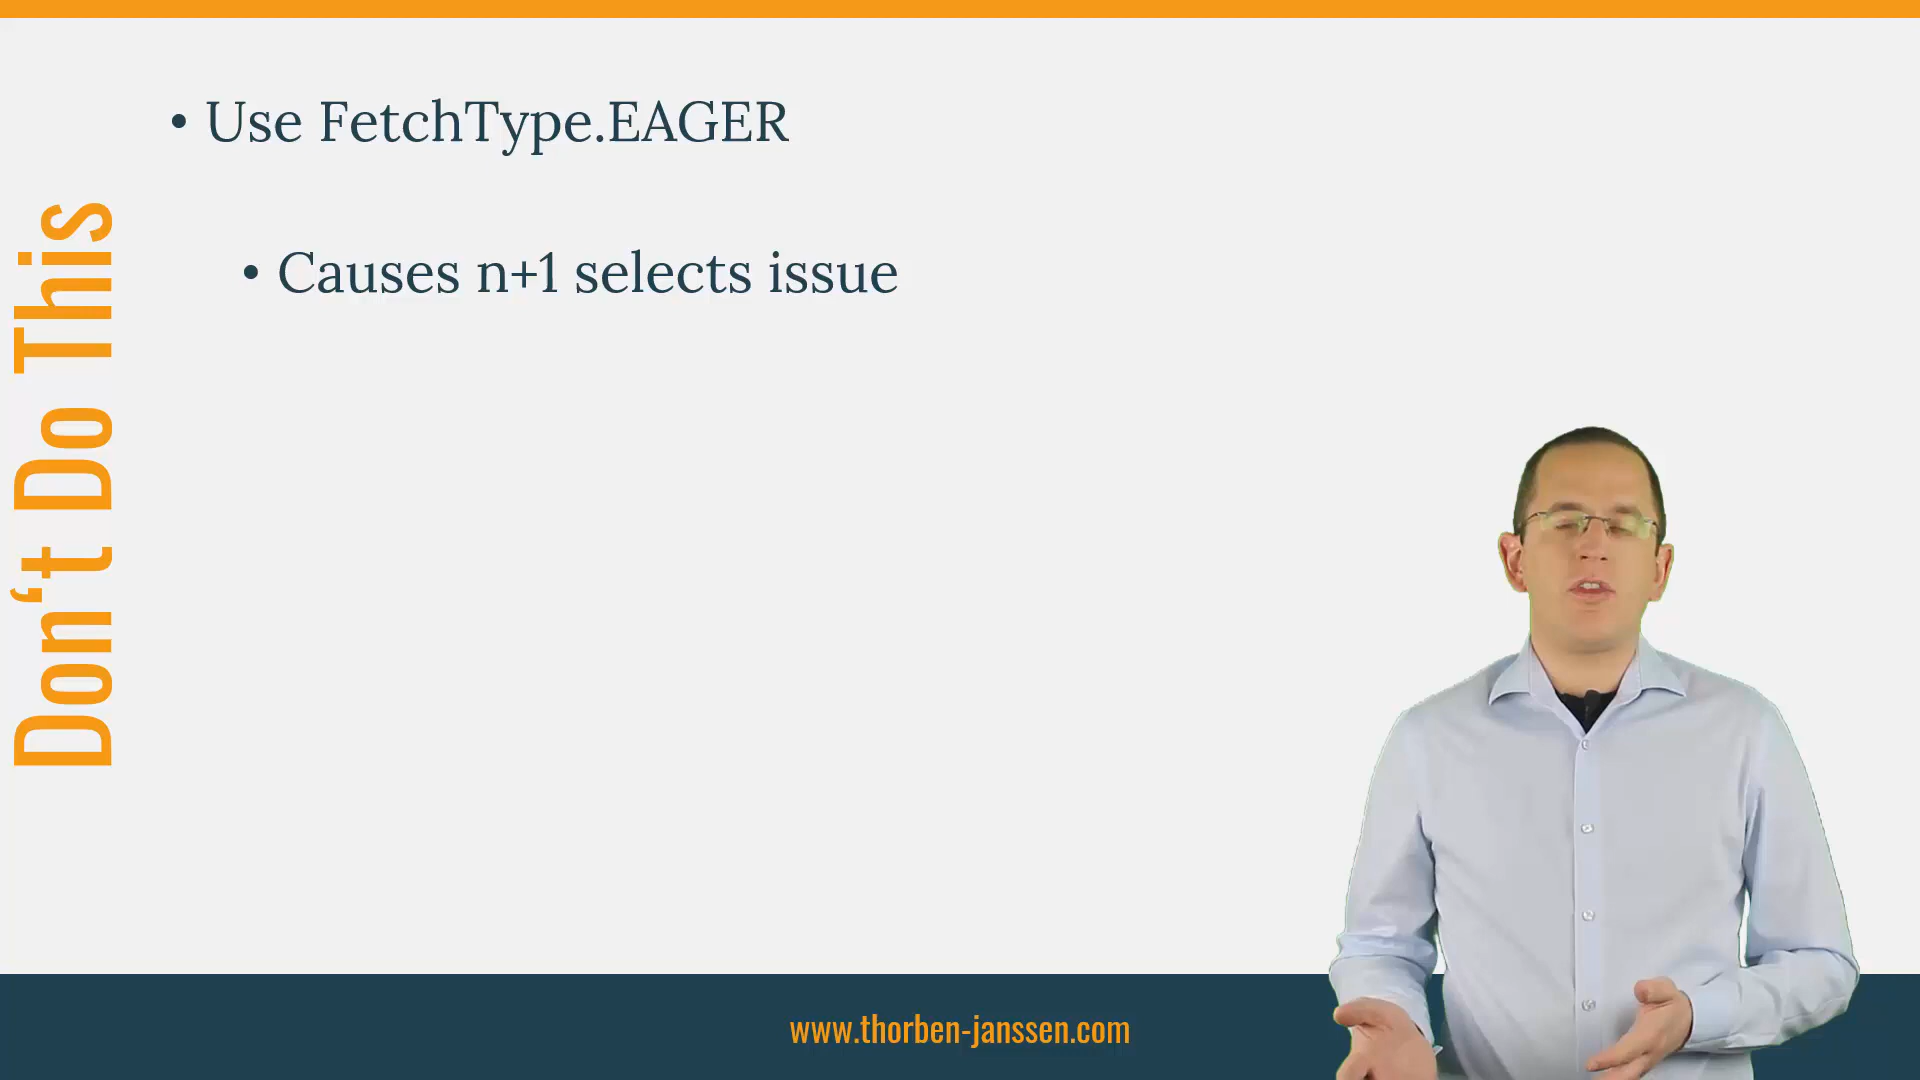 Don‘t Do This
• Use FetchType.EAGER
• Causes n+1 selects issue
www.thorben-janssen.com